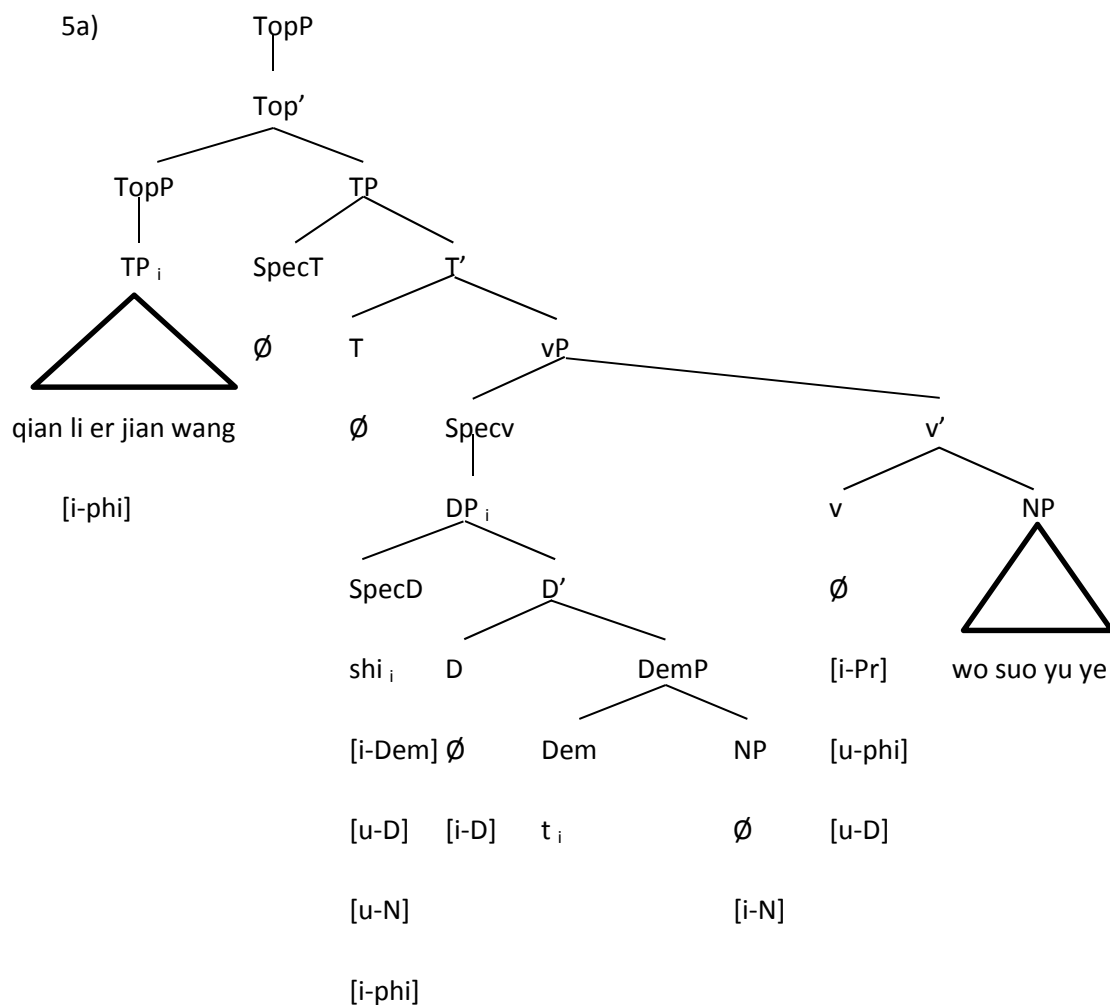 5a) TopP
Top’
TopP TP
TP i SpecT T’
Ø T vP
qian li er jian wang Ø Specv v’
[i-phi] DP i v NP
SpecD D’ Ø
shi i D DemP [i-Pr] wo suo yu ye
[i-Dem] Ø Dem NP [u-phi]
[u-D] [i-D] t i Ø [u-D]
[u-N] [i-N]
[i-phi]